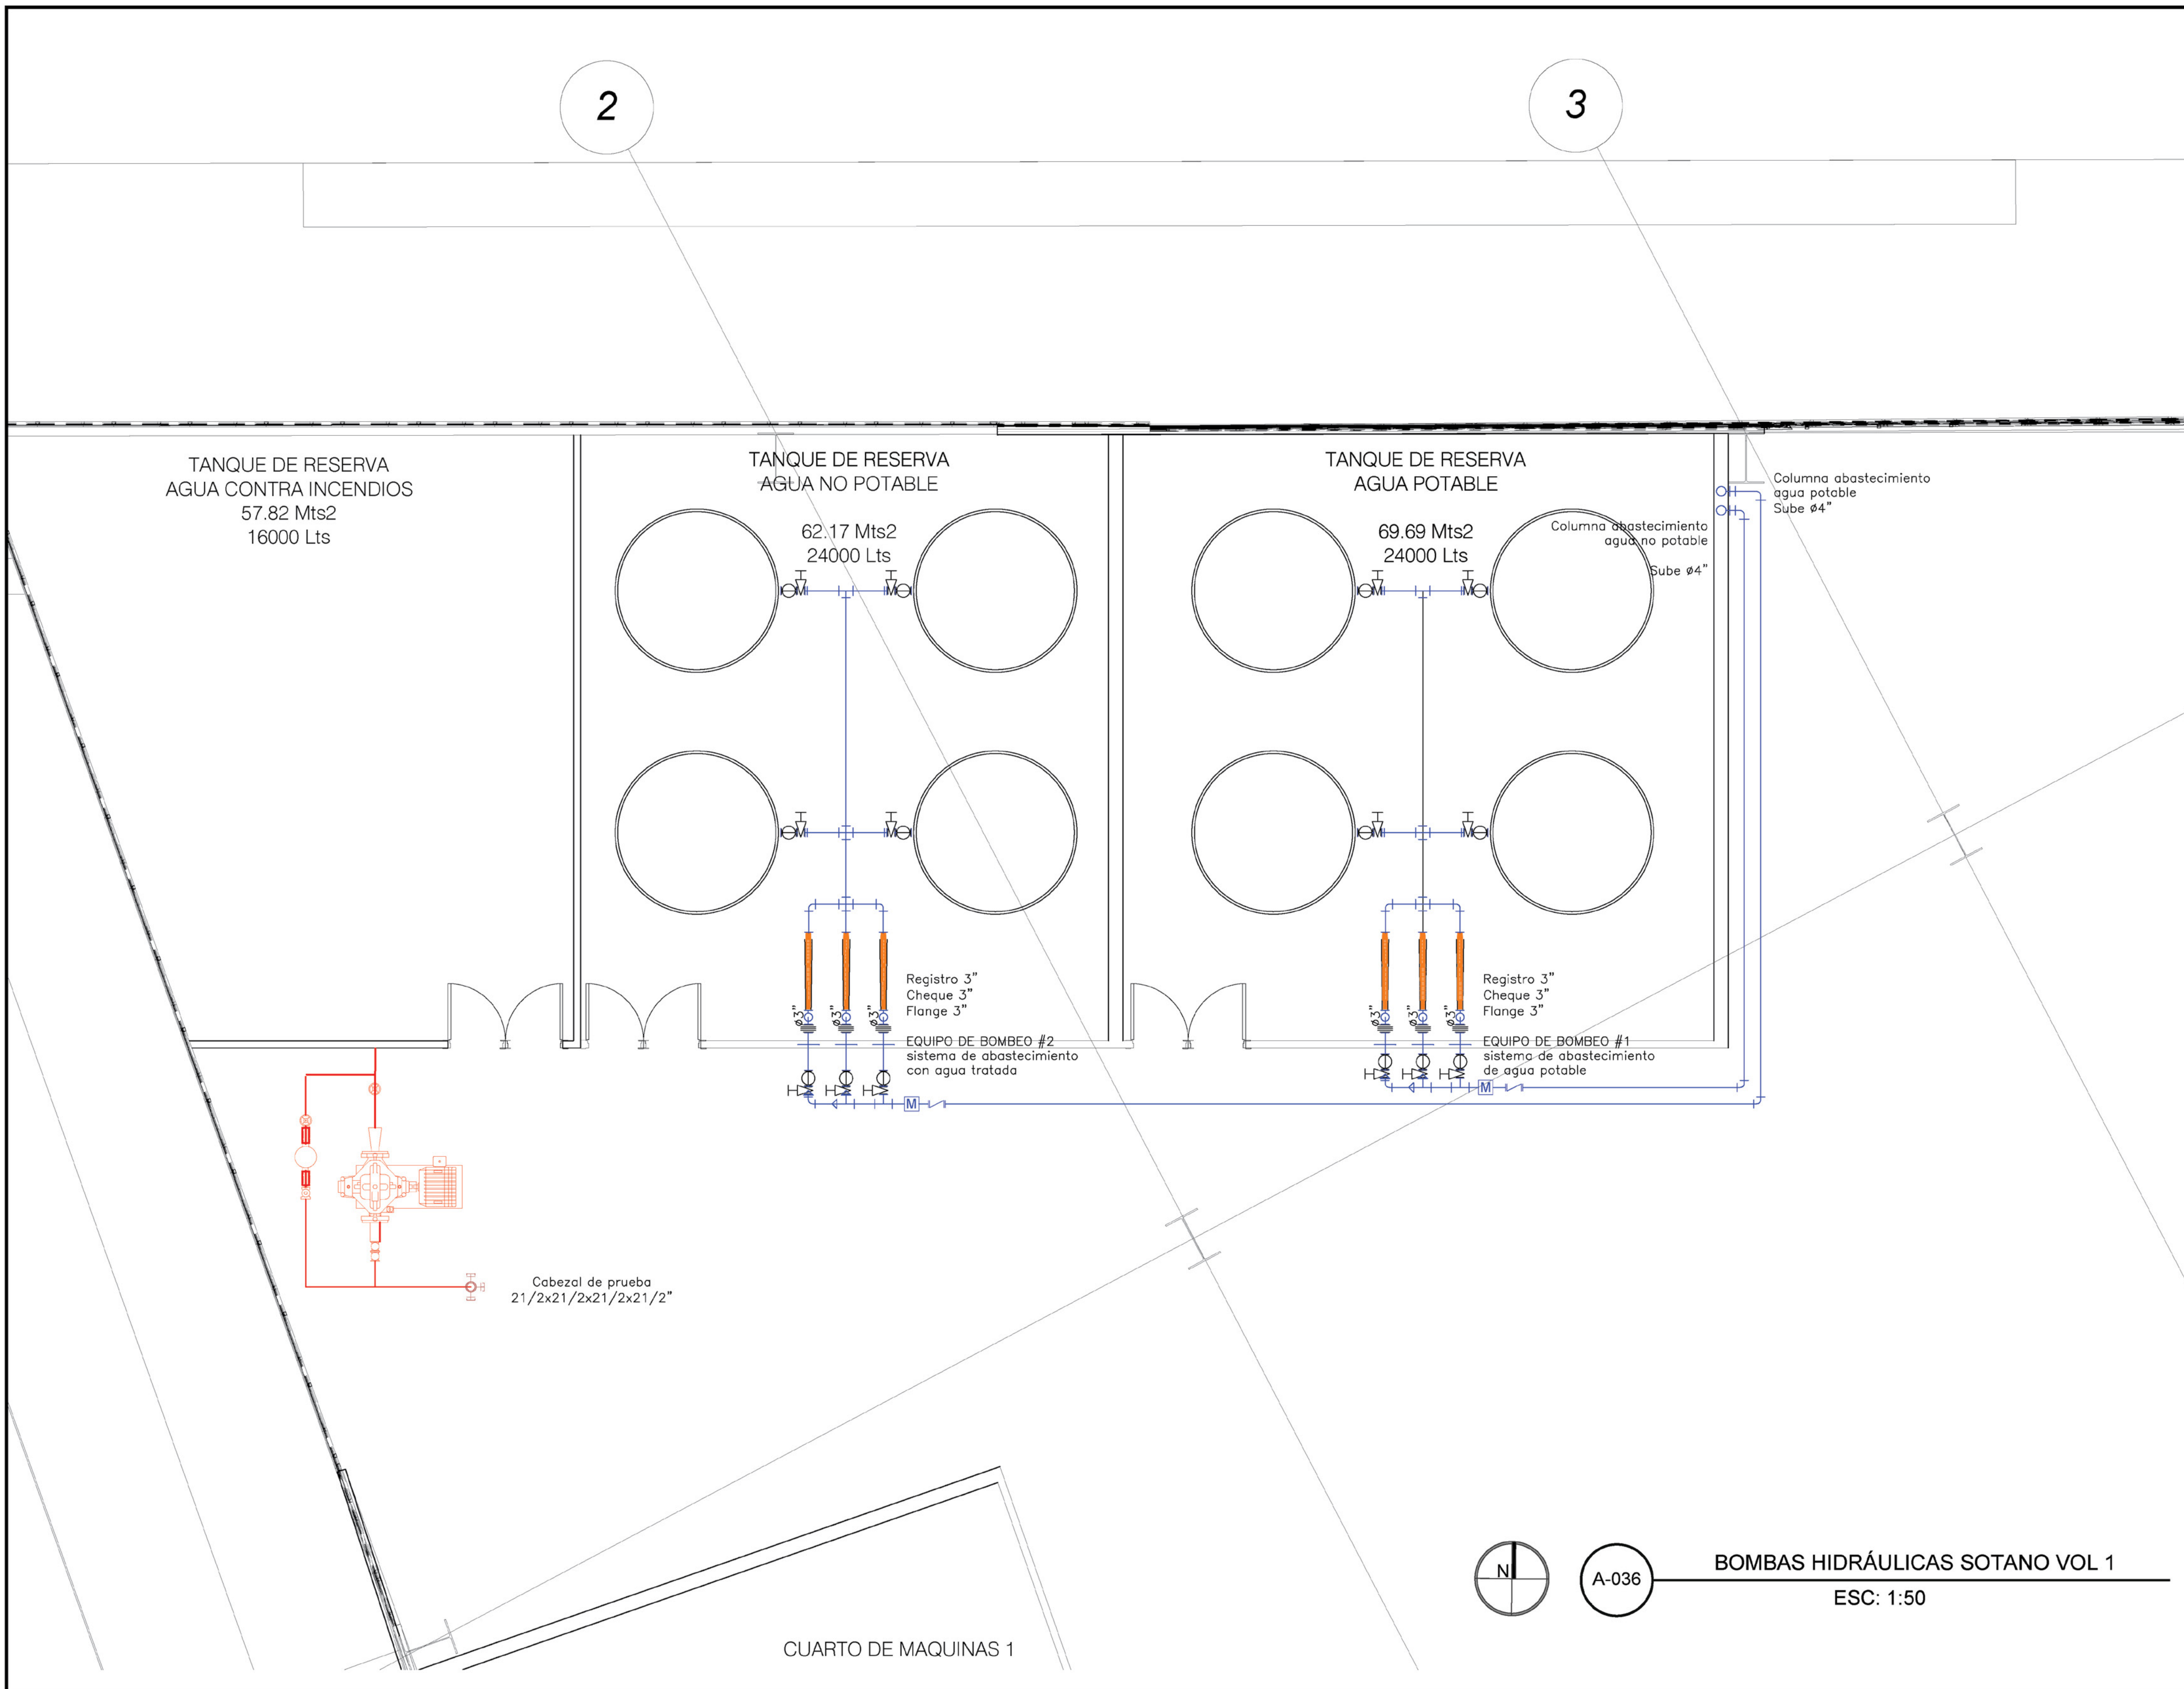 2
3
TANQUE DE RESERVA
AGUA CONTRA INCENDIOS
57.82 Mts2
16000 Lts
TANQUE DE RESERVA
AGUA NO POTABLE
62.17 Mts2
24000 Lts
TANQUE DE RESERVA
AGUA POTABLE
69.69 Mts2
24000 Lts
Columna abastecimiento
agua potable
Sube ø4"
Columna abastecimiento
agua no potable
Sube ø4"
ø3"
ø3"
ø3"
Registro 3"
Cheque 3"
Flange 3"
EQUIPO DE BOMBEO #2
sistema de abastecimiento
con agua tratada
M
ø3"
ø3"
ø3"
Registro 3"
Cheque 3"
Flange 3"
EQUIPO DE BOMBEO #1
sistema de abastecimiento
de agua potable
M
Cabezal de prueba
21/2x21/2x21/2x21/2"
CUARTO DE MAQUINAS 1
N
A-036
BOMBAS HIDRÁULICAS SOTANO VOL 1
ESC: 1:50